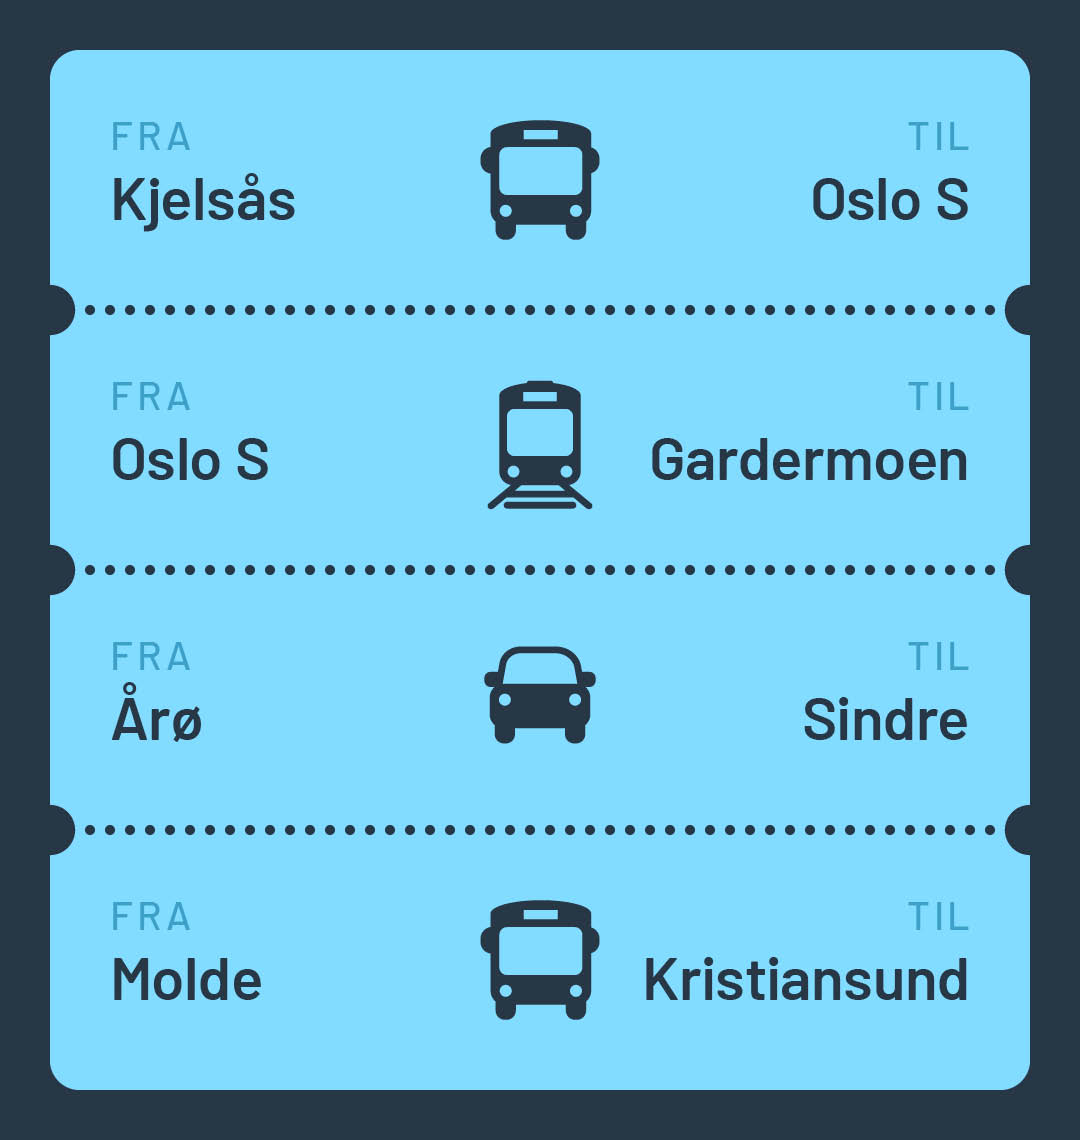 FRA TIL
Kjelsås Oslo S
FRA TIL
Oslo S Gardermoen
FRA TIL
Årø Sindre
FRA TIL
Molde Kristiansund